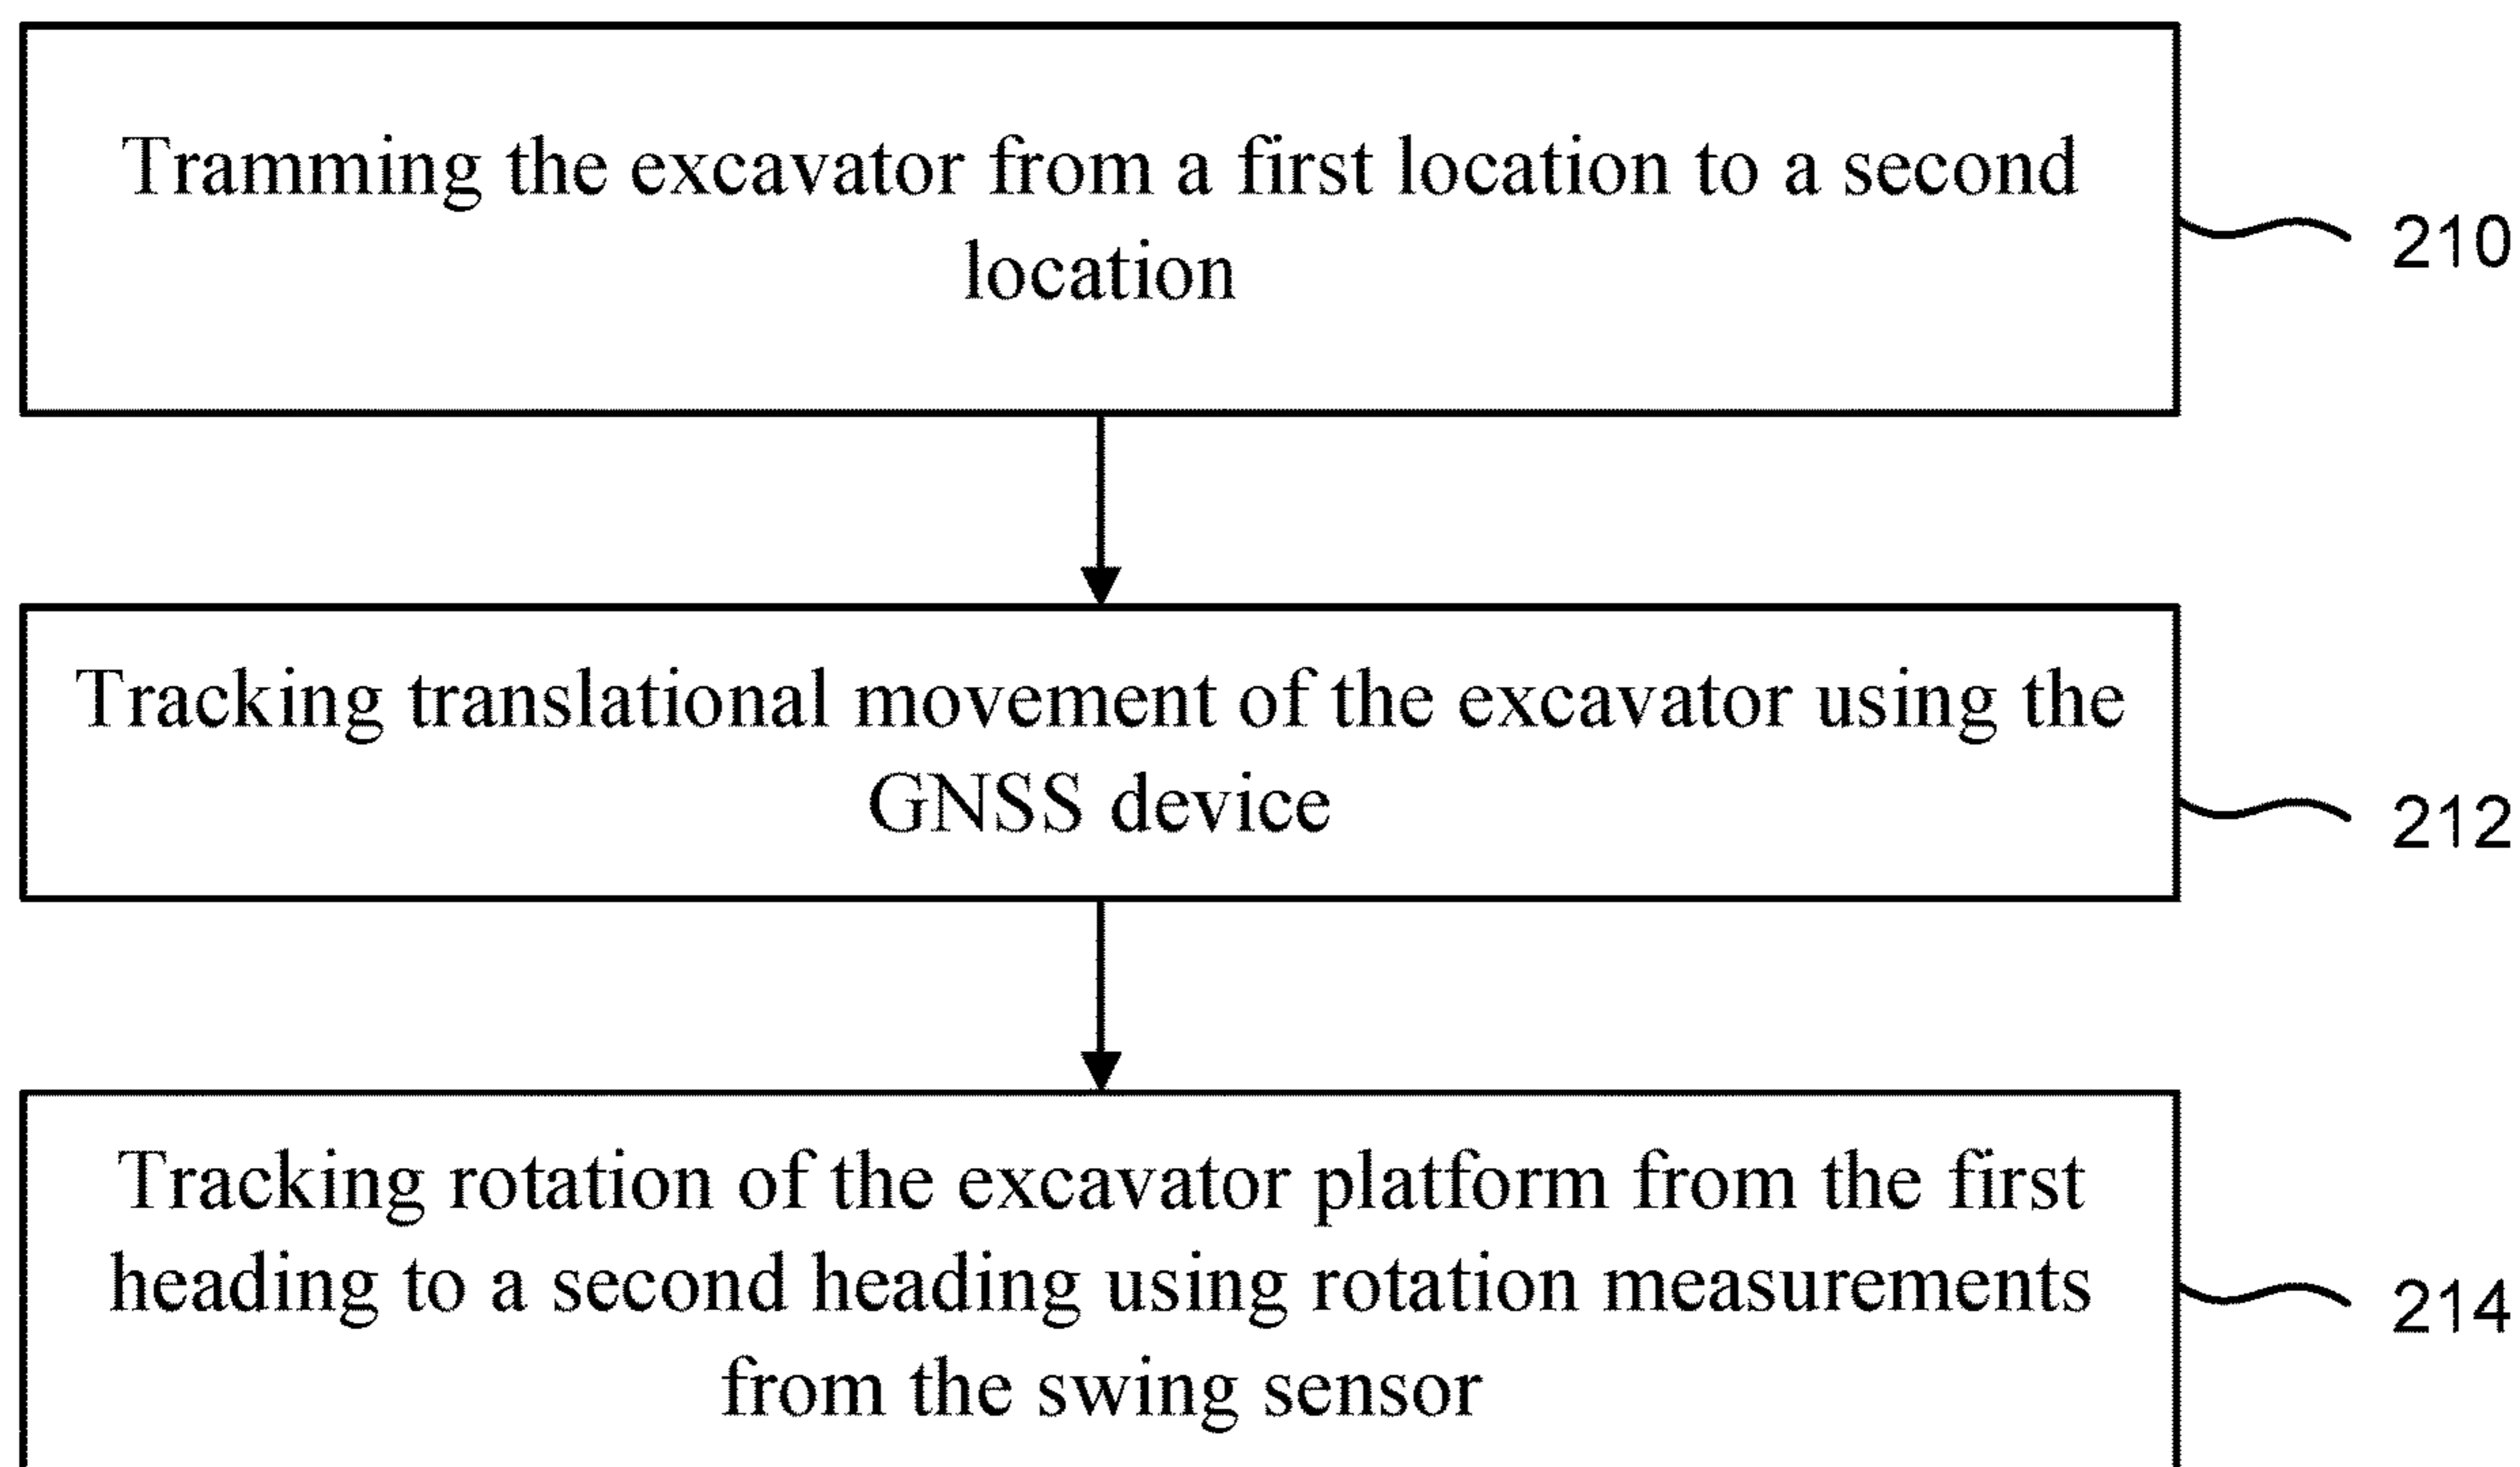 Tramming the excavator from a first location to a second
location
210
Tracking translational movement of the excavator using the
GNSS device
212
Tracking rotation of the excavator platform from the first
heading to a second heading using rotation measurements
from the swing sensor
214